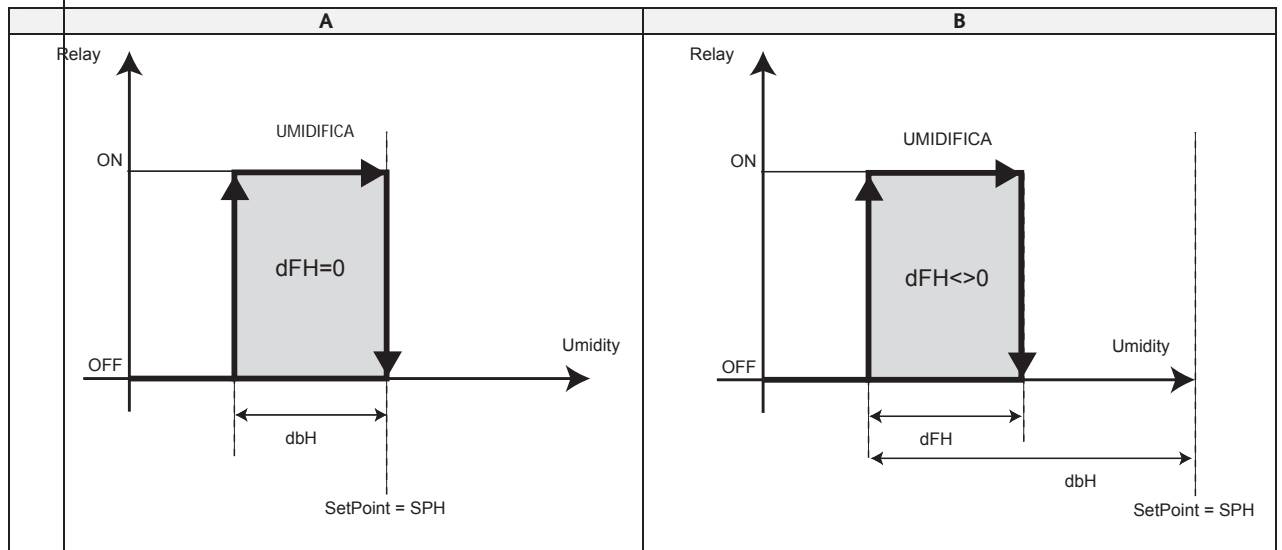 A
Relay
UMIDIFICA
ON
dFH=0
Umidity
OFF
dbH
SetPoint = SPH
B
Relay
UMIDIFICA
ON
dFH<>0
Umidity
OFF
dFH
dbH
SetPoint = SPH